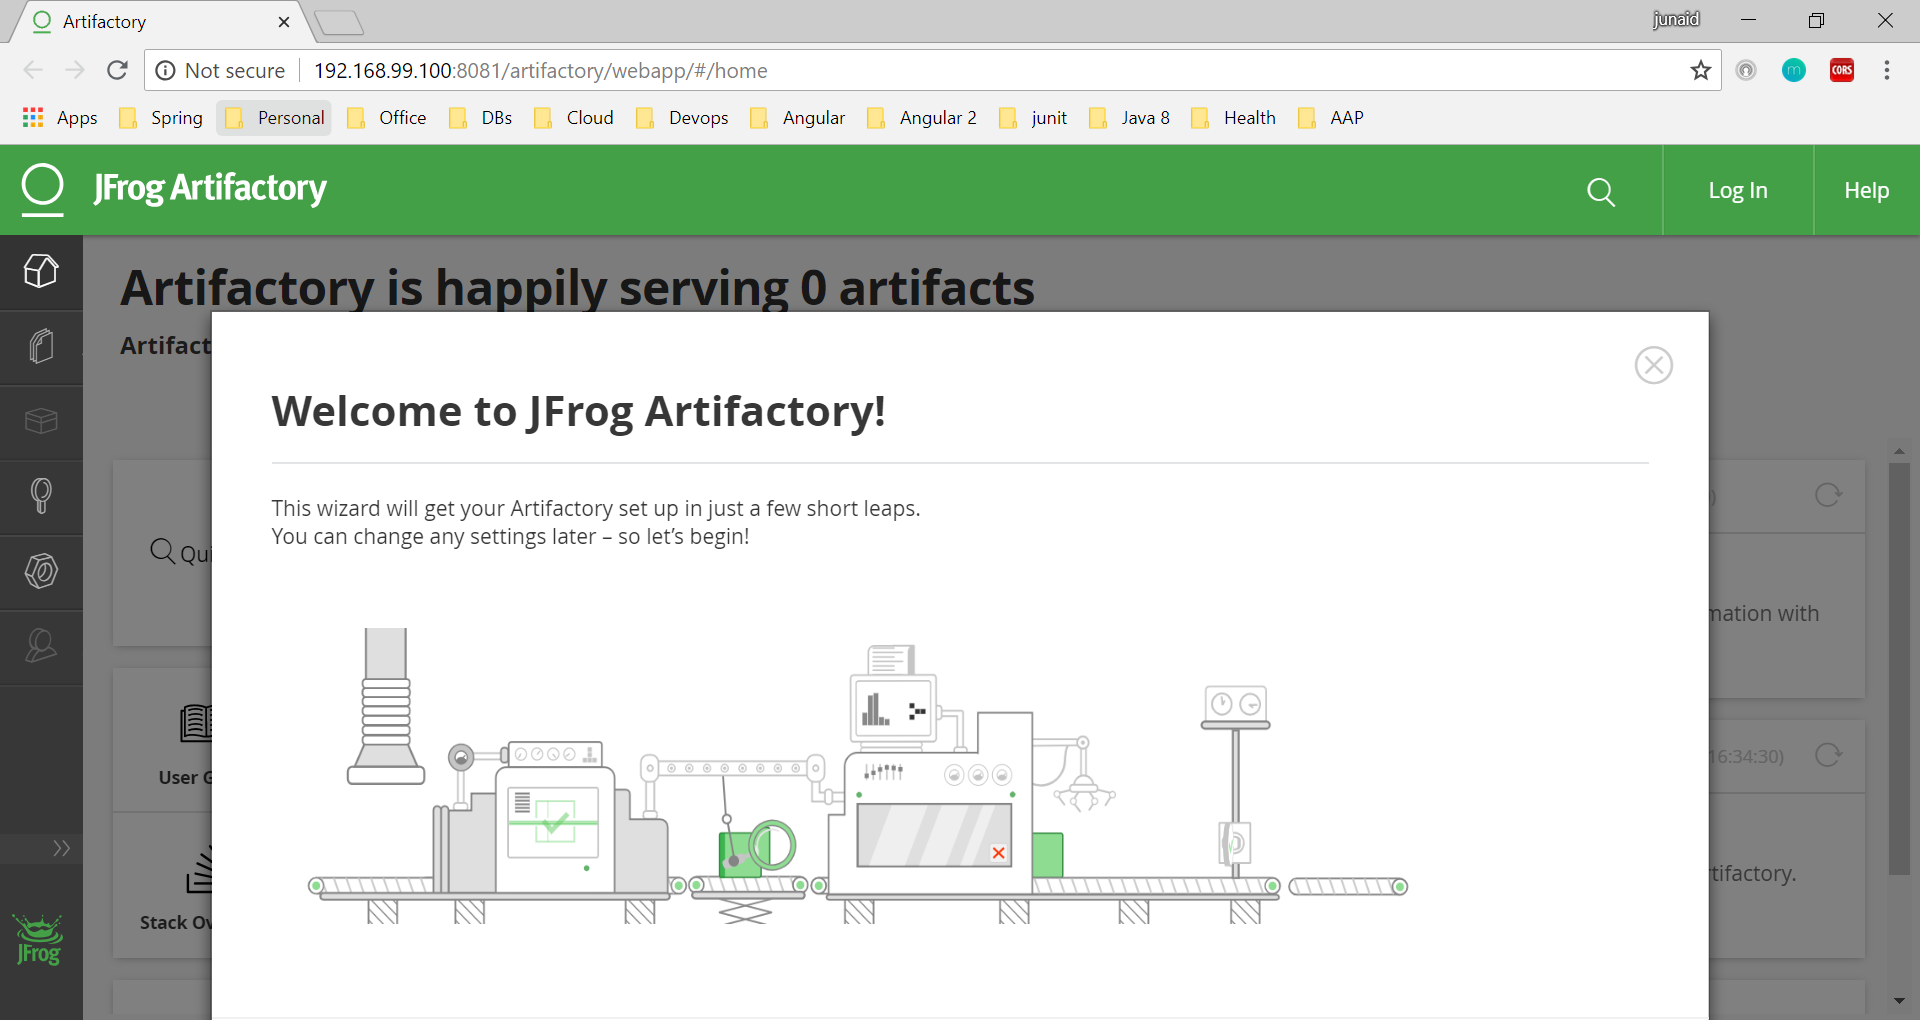 Artifactory
junaid
Not secure
192.168.99.100:8081/artifactory/webapp/#/home
m
CORS
Apps Spring Personal Office DBs Cloud Devops Angular Angular 2 junit Java 8 Health AAP
JFrog Artifactory
Log In
Help
Artifactory is happily serving 0 artifacts
Artifact
Welcome to JFrog Artifactory!
This wizard will get your Artifactory set up in just a few short leaps.
You can change any settings later – so let's begin!
Qui
)
mation with
User G
16:34:30)
Stack Ov
tifactory.
JFrog